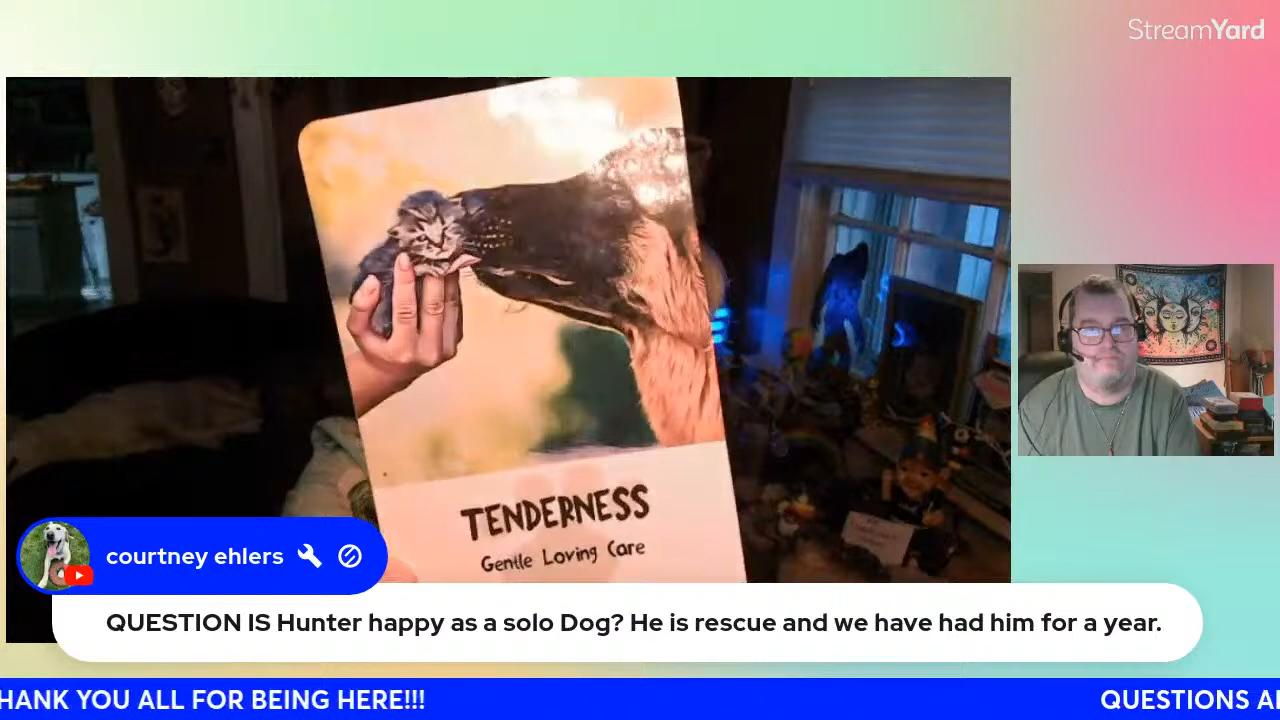 StreamYard
TENDERNESS
Gentle Loving Care
courtney ehlers
QUESTION IS Hunter happy as a solo Dog? He is rescue and we have had him for a year.
HANK YOU ALL FOR BEING HERE!!!
QUESTIONS